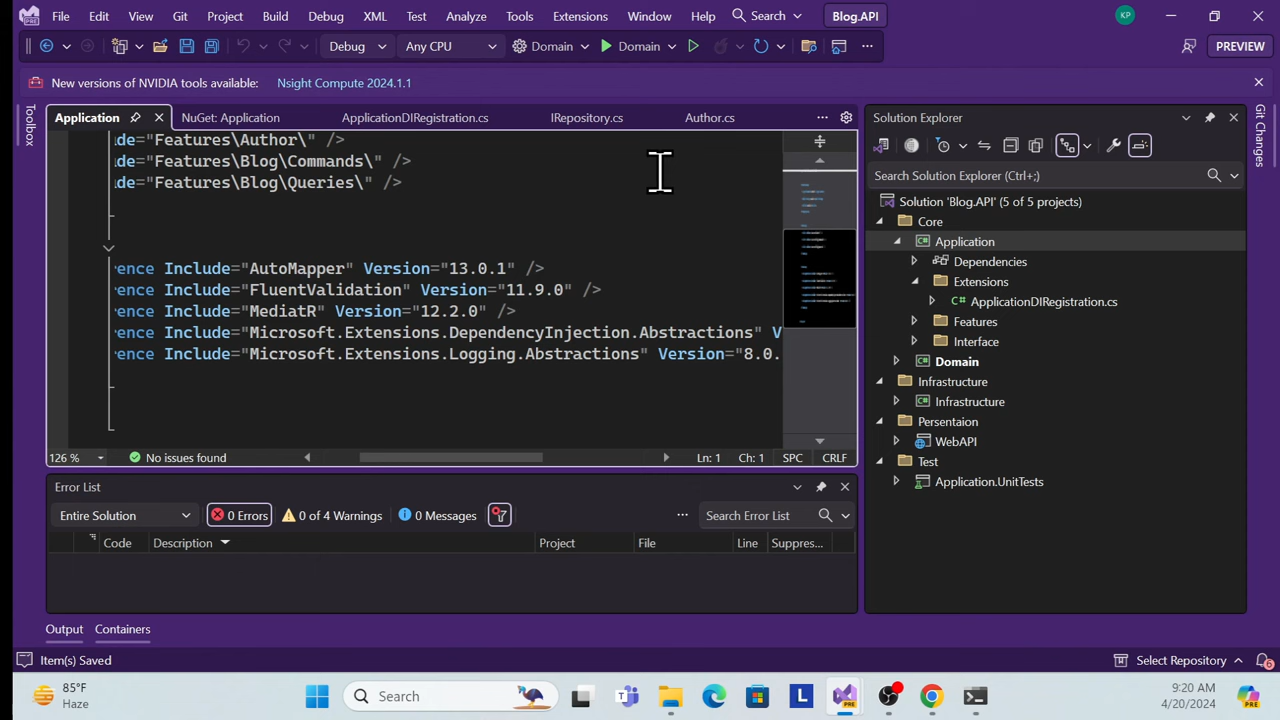 File Edit View Git Project Build Debug XML Test Analyze Tools Extensions Window Help Search Blog.API KP
PRE
Debug Any CPU Domain Domain PREVIEW
New versions of NVIDIA tools available: Nsight Compute 2024.1.1
Toolbox
Application NuGet: Application ApplicationDIRegistration.cs IRepository.cs Author.cs
de="Features\Author\" />
de="Features\Blog\Commands\" />
de="Features\Blog\Queries\" />
ence Include="AutoMapper" Version="13.0.1" />
ence Include="FluentValidation" Version="11.9.0" />
ence Include="MediatR" Version="12.2.0" />
ence Include="Microsoft.Extensions.DependencyInjection.Abstractions" V
ence Include="Microsoft.Extensions.Logging.Abstractions" Version="8.0.
126 % No issues found Ln: 1 Ch: 1 SPC CRLF
Error List
Entire Solution 0 Errors 0 of 4 Warnings 0 Messages Search Error List
Code Description Project File Line Suppres...
Output Containers
Solution Explorer
Search Solution Explorer (Ctrl+;)
Solution 'Blog.API' (5 of 5 projects)
Core
Application
Dependencies
Extensions
ApplicationDIRegistration.cs
Features
Interface
Domain
Infrastructure
Infrastructure
Persentaion
WebAPI
Test
Application.UnitTests
Git Changes
Item(s) Saved Select Repository 6
85°F
Haze
Search
PRE
L
9:20 AM
4/20/2024
PRE